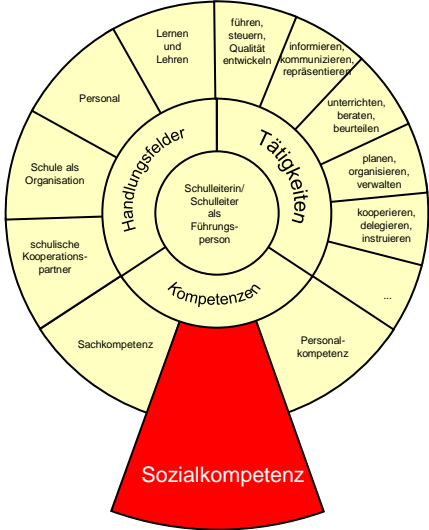 Lernen
und
Lehren
führen,
steuern,
Qualität
entwickeln
informieren,
kommunizieren,
repräsentieren
unterrichten,
beraten,
beurteilen
planen,
organisieren,
verwalten
kooperieren,
delegieren,
instruieren
...
Personal
Schule als
Organisation
schulische
Kooperations-
partner
Handlungsfelder
Tätigkeiten
Schulleiterin/
Schulleiter
als
Führungs-
person
Kompetenzen
Sachkompetenz
Personal-
kompetenz
Sozialkompetenz